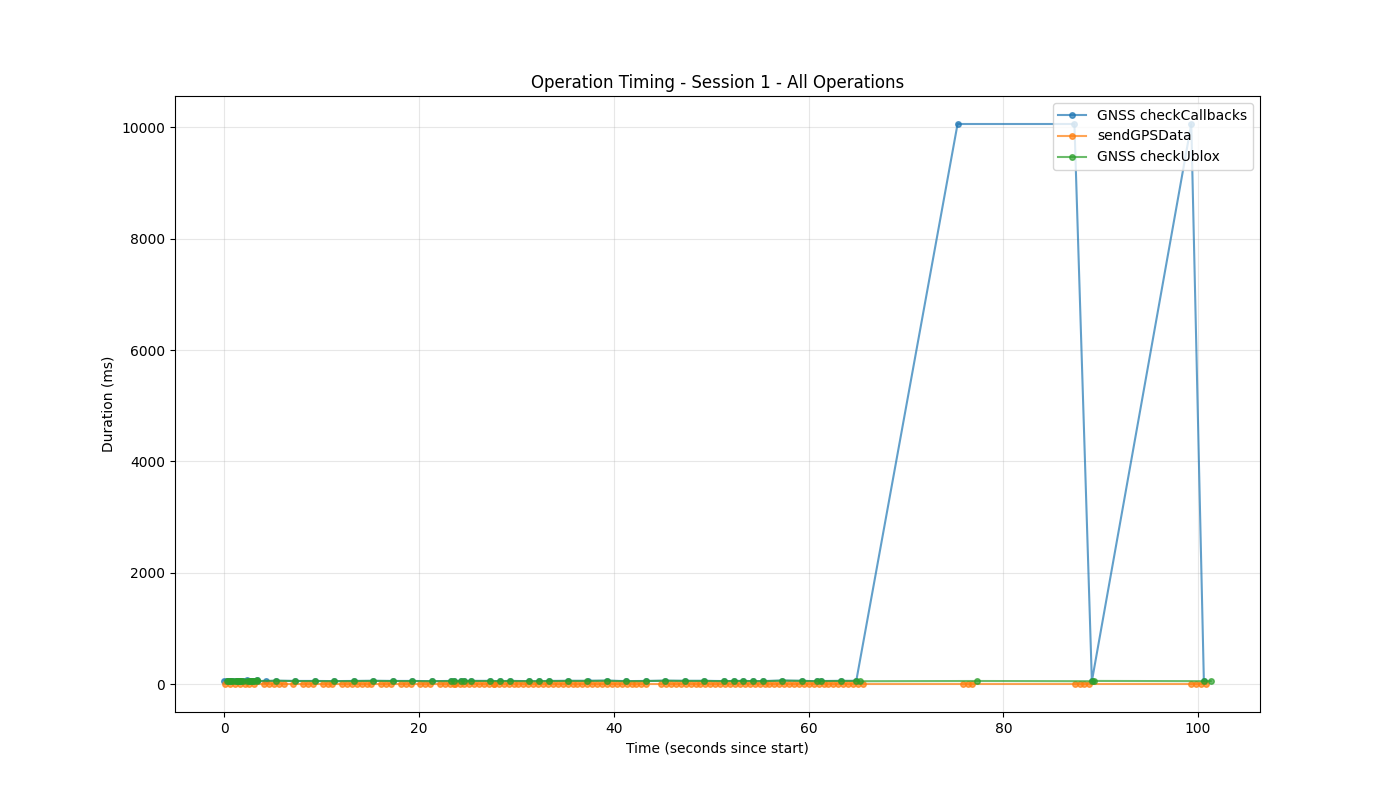 Operation Timing - Session 1 - All Operations
10000
8000
6000
4000
2000
0
Duration (ms)
GNSS checkCallbacks
sendGPSData
GNSS checkUblox
0 20 40 60 80 100
Time (seconds since start)